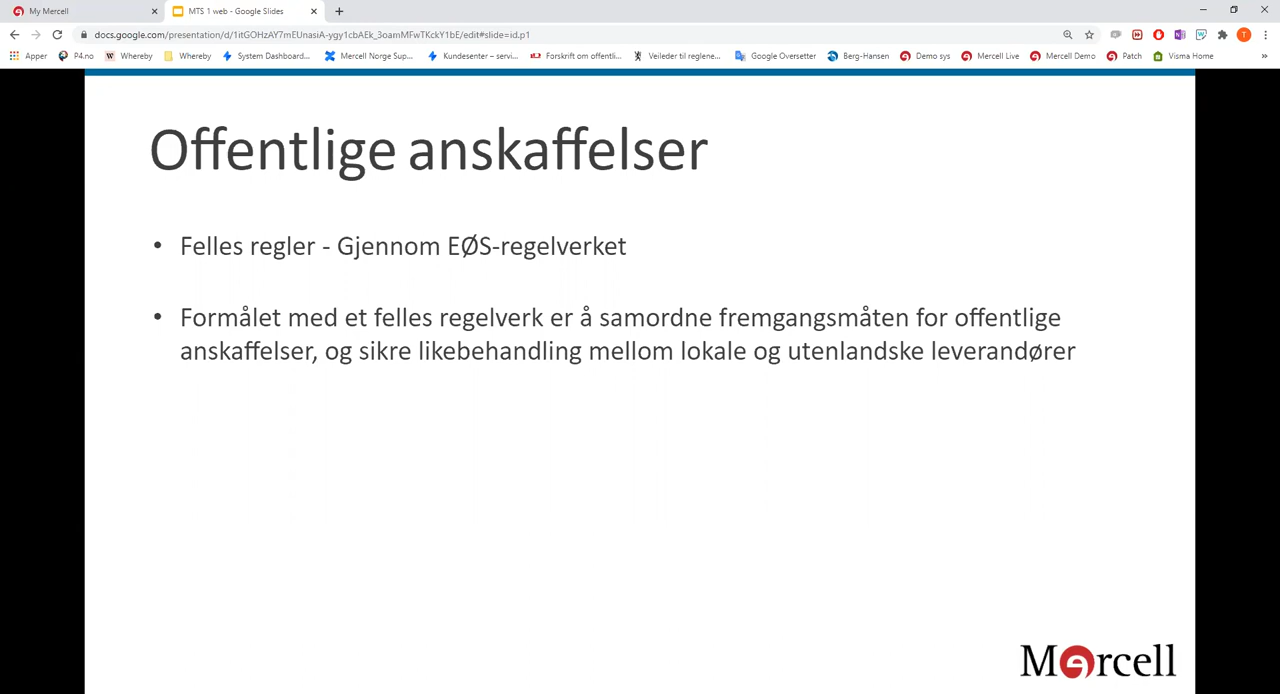 My Mercell
MTS 1 web - Google Slides
docs.google.com/presentation/d/1itGOHzAY7mEUnasiA-ygy1cbAEk_3oamMFwTKckY1bE/edit#slide=id.p1
T
Apper P4.no Whereby Whereby System Dashboard... Mercell Norge Sup... Kundesenter – servi... Forskrift om offentli... Veileder til reglene... Google Oversetter Berg-Hansen Demo sys Mercell Live Mercell Demo Patch Visma Home »
Offentlige anskaffelser
• Felles regler - Gjennom EØS-regelverket
• Formålet med et felles regelverk er å samordne fremgangsmåten for offentlige
anskaffelser, og sikre likebehandling mellom lokale og utenlandske leverandører
Mercell